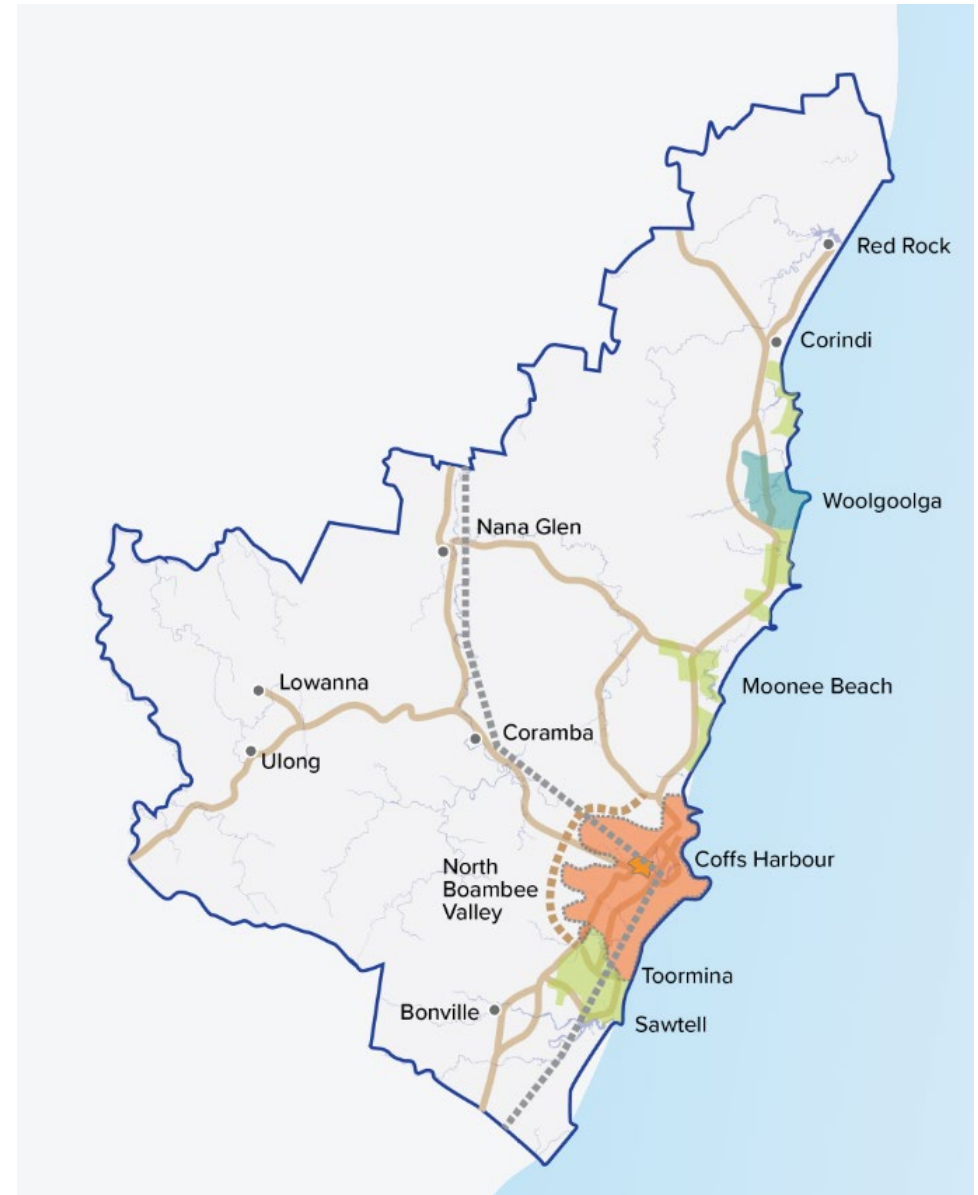 Red Rock
Corindi
Woolgoolga
Nana Glen
Moonee Beach
Lowanna
Coramba
Ulong
Coffs Harbour
North
Boambee
Valley
Toormina
Bonville
Sawtell